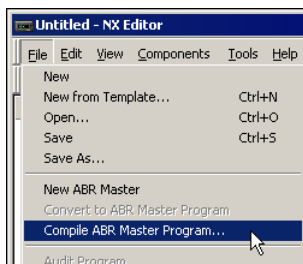 Untitled - NX Editor
File Edit View Components Tools Help
New
New from Template... Ctrl+N
Open... Ctrl+O
Save Ctrl+S
Save As...
New ABR Master
Convert to ABR Master Program
Compile ABR Master Program...
Audit Program